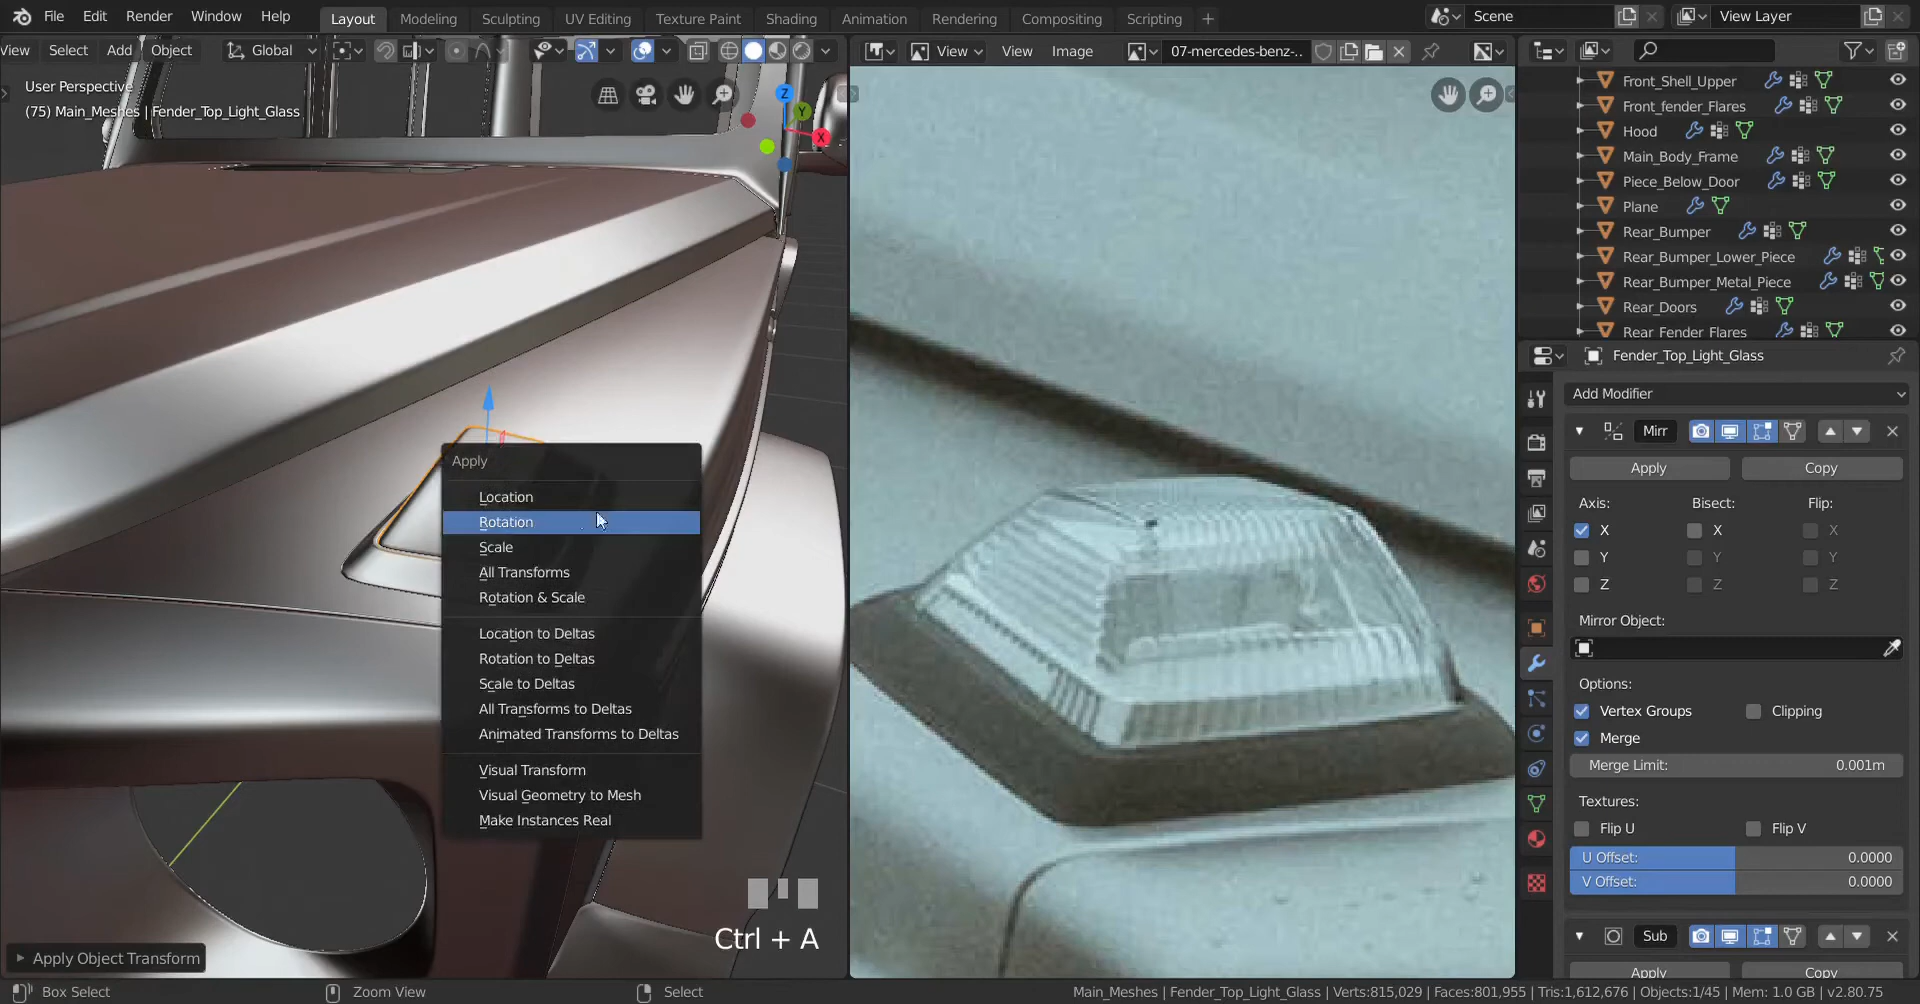 File Edit Render Window Help Layout Modeling Sculpting UV Editing Texture Paint Shading Animation Rendering Compositing Scripting + Scene View Layer
View Select Add Object Global View View Image 07-mercedes-benz-..
User Perspective
(75) Main_Meshes | Fender_Top_Light_Glass
Z
Y
X
Apply
Location
Rotation
Scale
All Transforms
Rotation & Scale
Location to Deltas
Rotation to Deltas
Scale to Deltas
All Transforms to Deltas
Animated Transforms to Deltas
Visual Transform
Visual Geometry to Mesh
Make Instances Real
Ctrl + A
Apply Object Transform
Front_Shell_Upper
Front_fender_Flares
Hood
Main_Body_Frame
Piece_Below_Door
Plane
Rear_Bumper
Rear_Bumper_Lower_Piece
Rear_Bumper_Metal_Piece
Rear_Doors
Rear_Fender_Flares
Fender_Top_Light_Glass
Add Modifier
Mirr
Apply Copy
Axis: Bisect: Flip:
X X X
Y Y Y
Z Z Z
Mirror Object:
Options:
Vertex Groups Clipping
Merge
Merge Limit: 0.001m
Textures:
Flip U Flip V
U Offset: 0.0000
V Offset: 0.0000
Sub
Apply Copy
Box Select Zoom View Select Main_Meshes | Fender_Top_Light_Glass | Verts:815,029 | Faces:801,955 | Tris:1,612,676 | Objects:1/45 | Mem: 1.0 GB | v2.80.75